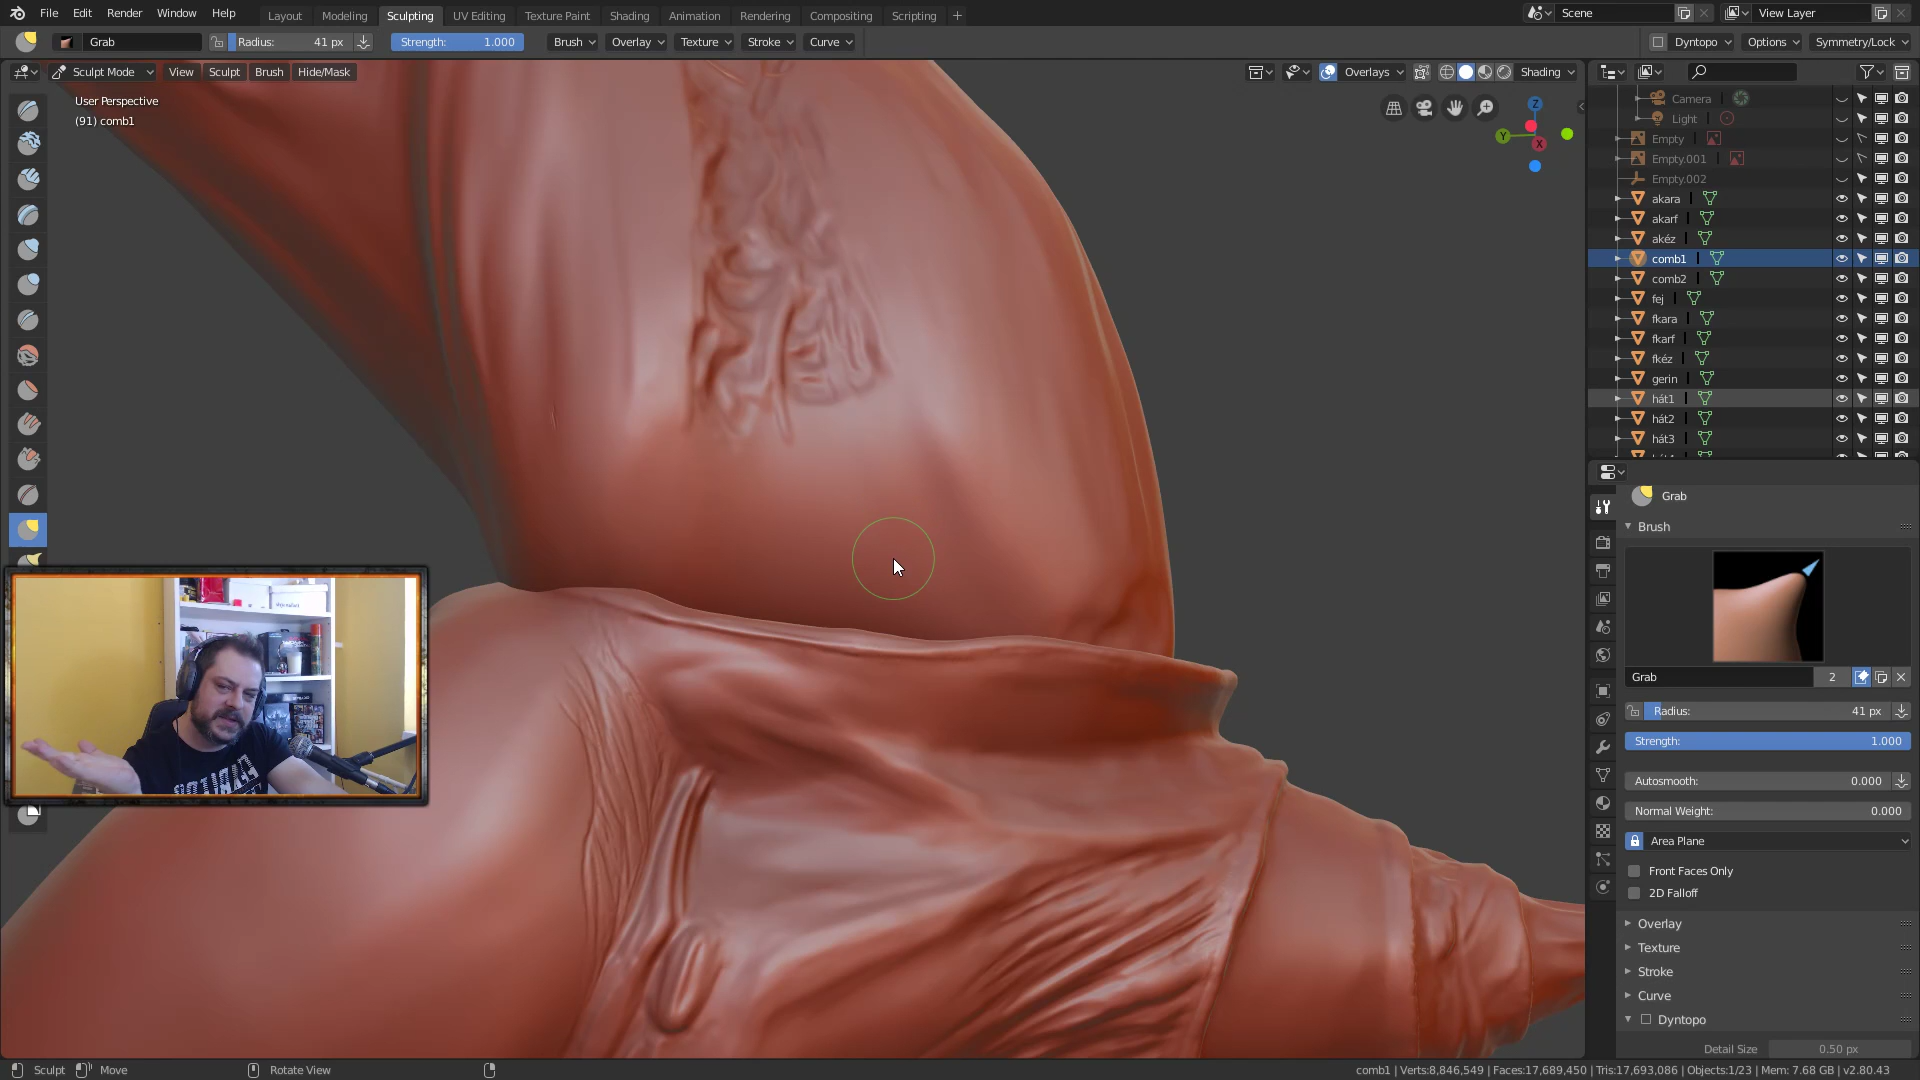 File Edit Render Window Help Layout Modeling Sculpting UV Editing Texture Paint Shading Animation Rendering Compositing Scripting + Scene View Layer
Grab Radius: 41 px Strength: 1.000 Brush Overlay Texture Stroke Curve Dyntopo Options Symmetry/Lock
Sculpt Mode View Sculpt Brush Hide/Mask Overlays Shading
User Perspective
(91) comb1
Z
Y
X
Camera
Light
Empty
Empty.001
Empty.002
akara
akarf
akéz
comb1
comb2
fej
fkara
fkarf
fkéz
gerin
hát1
hát2
hát3
Grab
Brush
Grab 2
Radius: 41 px
Strength: 1.000
Autosmooth: 0.000
Normal Weight: 0.000
Area Plane
Front Faces Only
2D Falloff
Overlay
Texture
Stroke
Curve
Dyntopo
Detail Size 0.50 px
Sculpt Move Rotate View
comb1 | Verts:8,846,549 | Faces:17,689,450 | Tris:17,693,086 | Objects:1/23 | Mem: 7.68 GB | v2.80.43